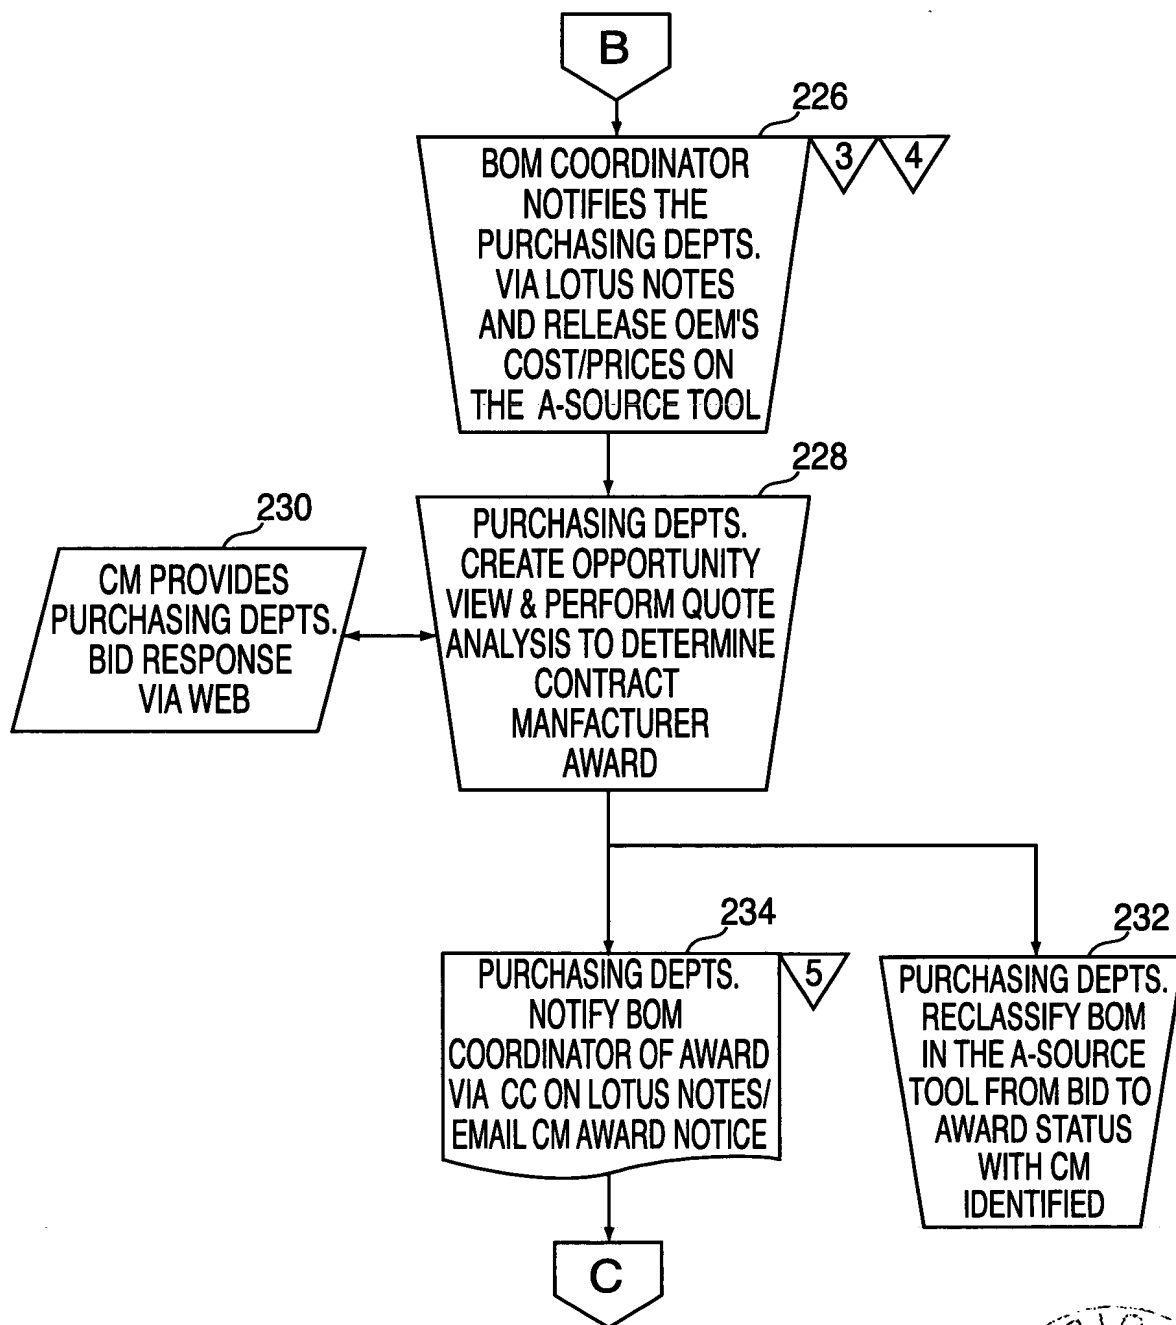 B
226
BOM COORDINATOR
NOTIFIES THE
PURCHASING DEPTS.
VIA LOTUS NOTES
AND RELEASE OEM'S
COST/PRICES ON
THE A-SOURCE TOOL
3
4
228
PURCHASING DEPTS.
CREATE OPPORTUNITY
VIEW & PERFORM QUOTE
ANALYSIS TO DETERMINE
CONTRACT
MANFACTURER
AWARD
230
CM PROVIDES
PURCHASING DEPTS.
BID RESPONSE
VIA WEB
234
PURCHASING DEPTS.
NOTIFY BOM
COORDINATOR OF AWARD
VIA CC ON LOTUS NOTES/
EMAIL CM AWARD NOTICE
5
232
PURCHASING DEPTS.
RECLASSIFY BOM
IN THE A-SOURCE
TOOL FROM BID TO
AWARD STATUS
WITH CM
IDENTIFIED
C